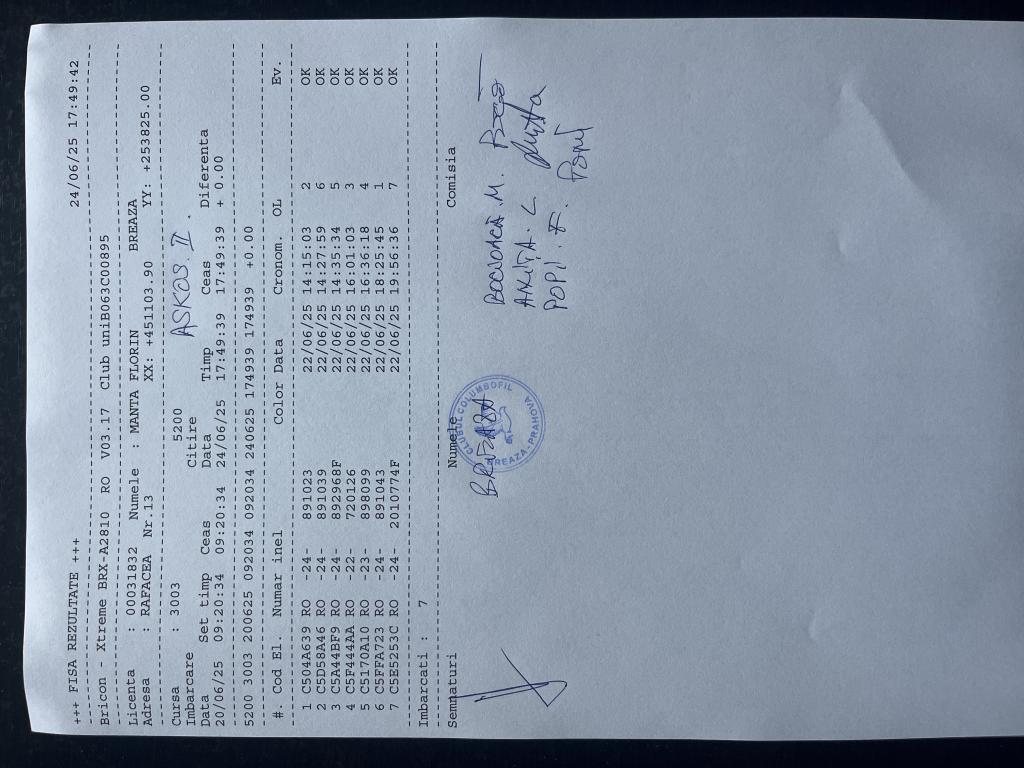 +++ FISA REZULTATE +++ 24/06/25 17:49:42
Bricon - Xtreme BRX-A2810 RO V03.17 Club uniB063C00895
Licenta : 00031832 Numele : MANTA FLORIN BREAZA
Adresa : RAFACEA Nr.13 XX: +451103.90 YY: +253825.00
Cursa : 3003 5200 ASKOS. II.
Imbarcare Citire
Data Set timp Ceas Data Timp Ceas Diferenta
20/06/25 09:20:34 09:20:34 24/06/25 17:49:39 17:49:39 + 0.00
5200 3003 200625 092034 092034 240625 174939 174939 +0.00
#. Cod El. Numar inel Color Data Cronom. OL Ev.
1 C504A639 RO -24- 891023 22/06/25 14:15:03 2 OK
2 C5D58A46 RO -24- 891039 22/06/25 14:27:59 6 OK
3 C5A44BF9 RO -24- 892968F 22/06/25 14:35:34 5 OK
4 C5F444AA RO -22- 720126 22/06/25 16:01:03 3 OK
5 C5170A10 RO -23- 898099 22/06/25 16:36:18 4 OK
6 C5FFA723 RO -24- 891043 22/06/25 18:25:45 1 OK
7 C5E5253C RO -24- 2010774F 22/06/25 19:56:36 7 OK
Imbarcati : 7
Semnaturi Numele Comisia
BREAZA
CLUBUL COLUMBOFIL
BREAZA-PRAHOVA
POPII. F.